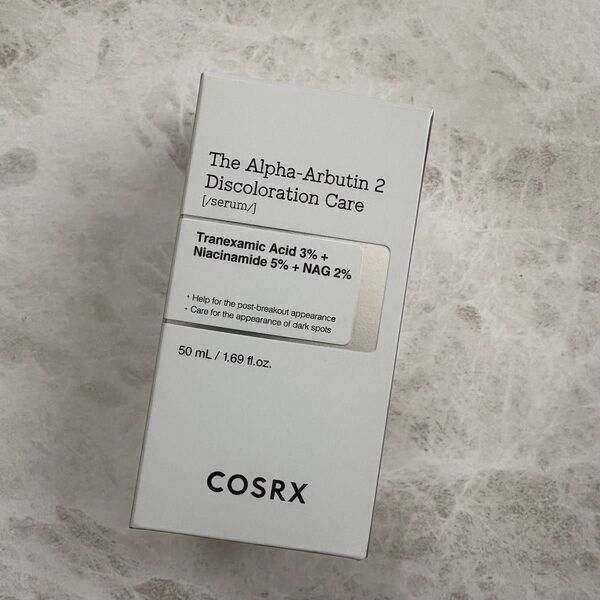 The Alpha-Arbutin 2
Discoloration Care
[/serum/]
Tranexamic Acid 3% +
Niacinamide 5% + NAG 2%
• Help for the post-breakout appearance
• Care for the appearance of dark spots
50 mL / 1.69 fl.oz.
COSRX